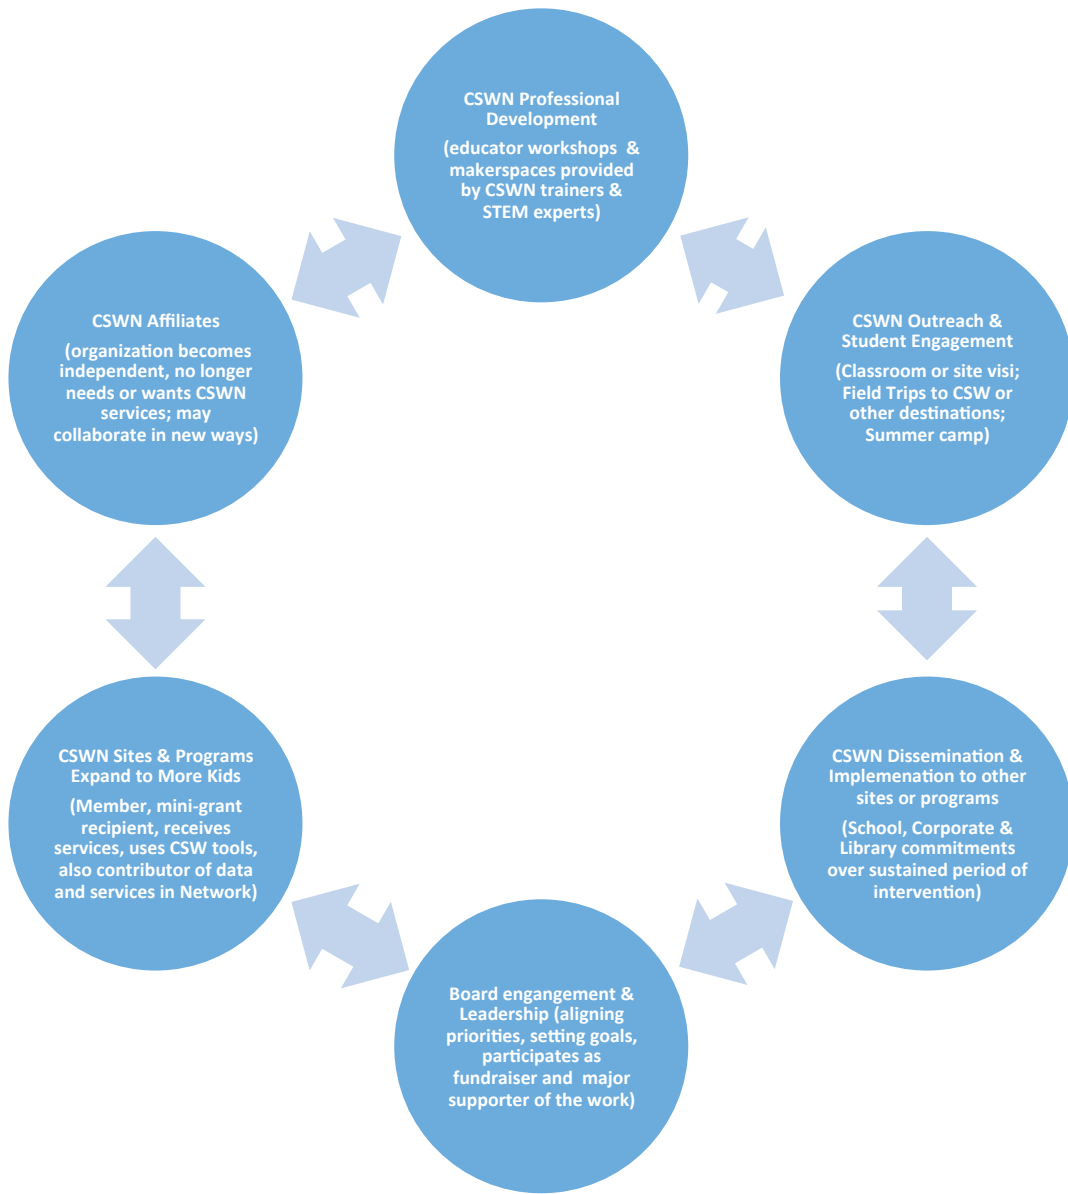 CSWN Professional
Development
(educator workshops &
makerspaces provided
by CSWN trainers &
STEM experts)
CSWN Outreach &
Student Engagement
(Classroom or site visi;
Field Trips to CSW or
other destinations;
Summer camp)
CSWN Dissemination &
Implemenation to other
sites or programs
(School, Corporate &
Library commitments
over sustained period of
intervention)
Board engangement &
Leadership (aligning
priorities, setting goals,
participates as
fundraiser and major
supporter of the work)
CSWN Sites & Programs
Expand to More Kids
(Member, mini-grant
recipient, receives
services, uses CSW tools,
also contributor of data
and services in Network)
CSWN Affiliates
(organization becomes
independent, no longer
needs or wants CSWN
services; may
collaborate in new ways)